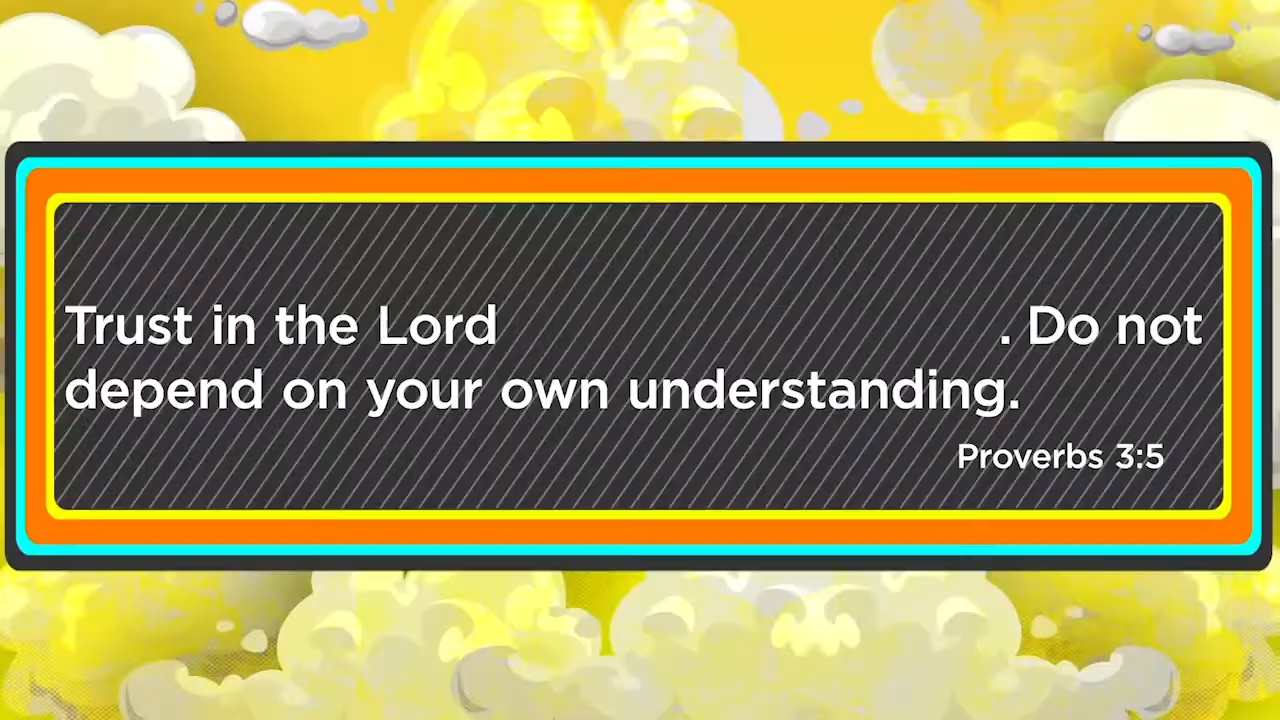 Trust in the Lord . Do not
depend on your own understanding.
Proverbs 3:5